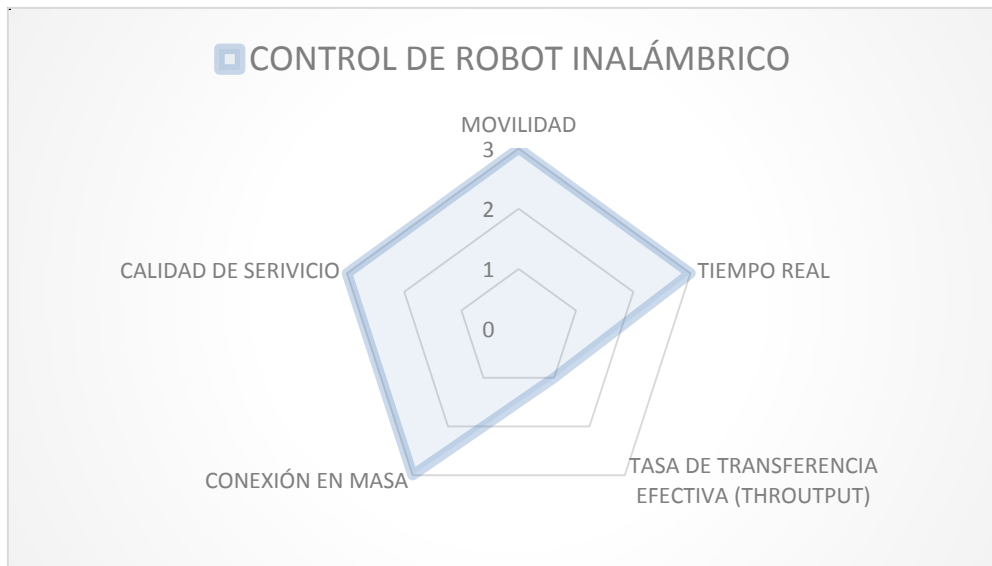 CONTROL DE ROBOT INALÁMBRICO
MOVILIDAD
3
2
1
0
TIEMPO REAL
TASA DE TRANSFERENCIA
EFECTIVA (THROUTPUT)
CONEXIÓN EN MASA
CALIDAD DE SERIVICIO